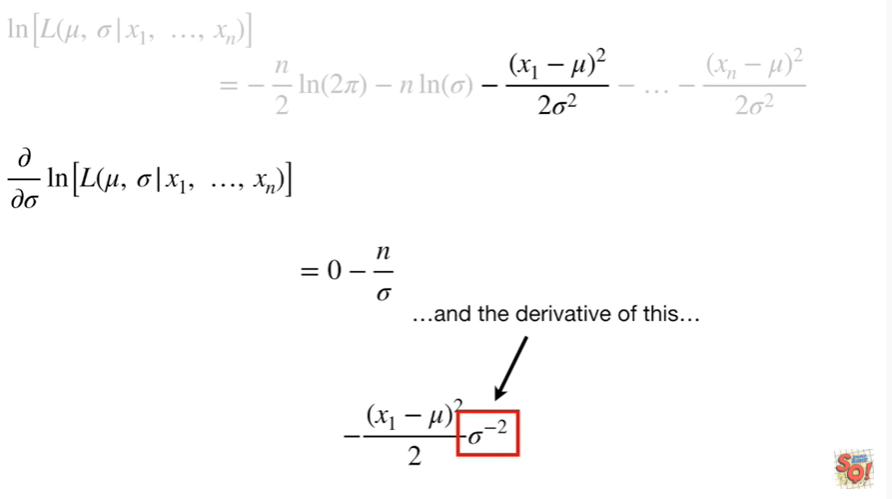 ln[L(μ, σ|x₁, …, xₙ)]
= − n/2 ln(2π) − n ln(σ) − (x₁ − μ)²/2σ² − … − (xₙ − μ)²/2σ²
∂/∂σ ln[L(μ, σ|x₁, …, xₙ)]
= 0 − n/σ
…and the derivative of this…
− (x₁ − μ)²/2 σ⁻²
SQ!